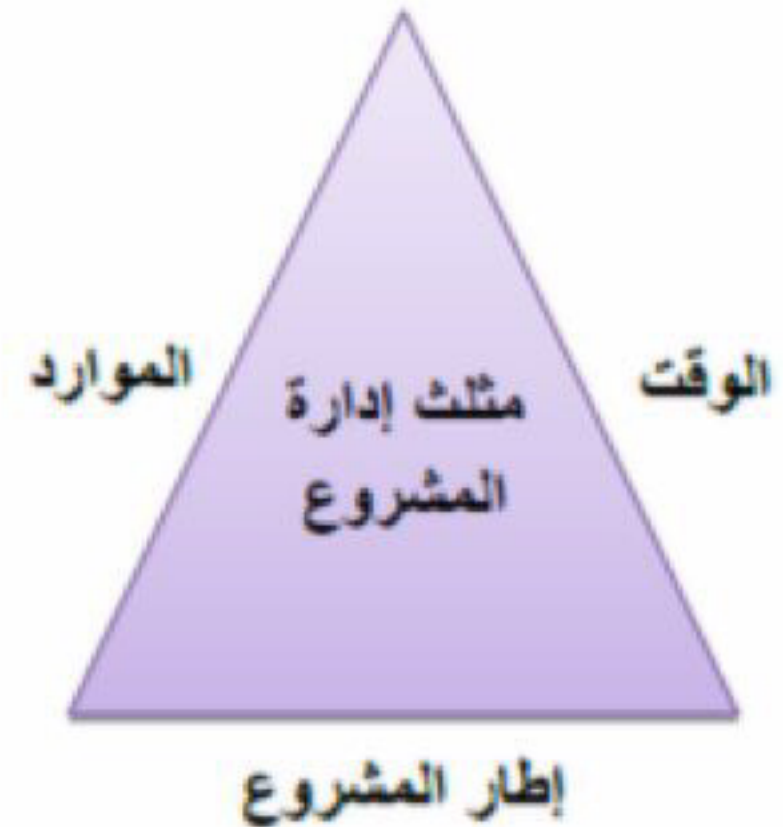 الموارد
الوقت
مثلث إدارة
المشروع
إطار المشروع